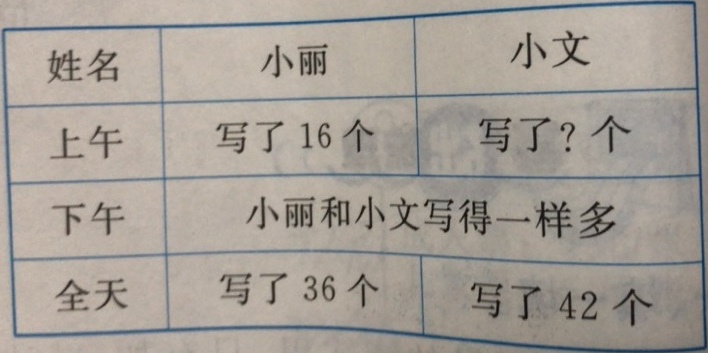 姓名 小丽 小文
上午 写了 16 个 写了? 个
下午 小丽和小文写得一样多
全天 写了 36 个 写了 42 个